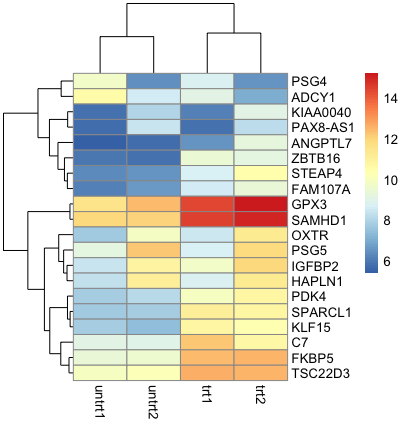 PSG4
ADCY1
KIAA0040
PAX8-AS1
ANGPTL7
ZBTB16
STEAP4
FAM107A
GPX3
SAMHD1
OXTR
PSG5
IGFBP2
HAPLN1
PDK4
SPARCL1
KLF15
C7
FKBP5
TSC22D3
untrt1
untrt2
trt1
trt2
14
12
10
8
6